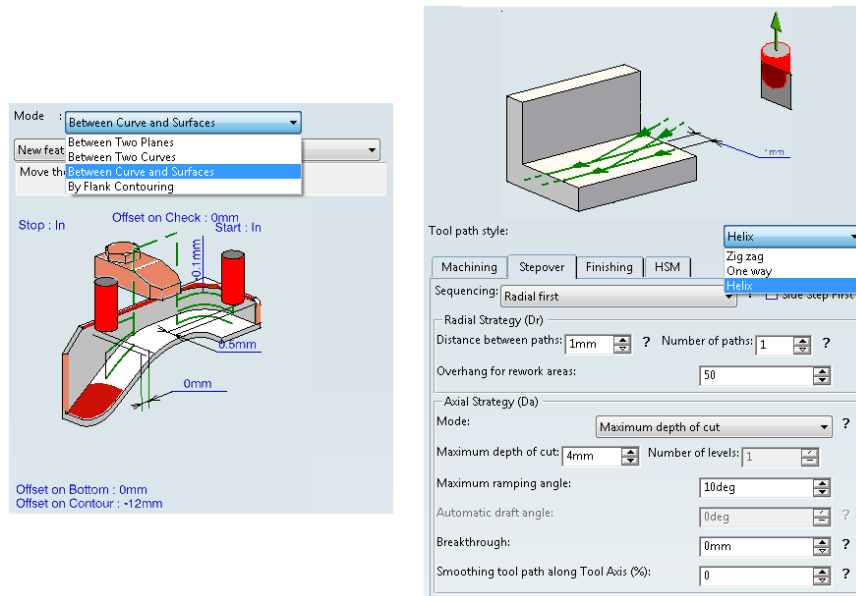 Mode :
Between Curve and Surfaces
Between Two Planes
Between Two Curves
Between Curve and Surfaces
By Flank Contouring
New feat
Move th
Stop : In
Offset on Check : 0mm
Start : In
0.1mm
0.5mm
0mm
Offset on Bottom : 0mm
Offset on Contour : -12mm
1mm
Tool path style:
Helix
Zig zag
One way
Helix
Machining Stepover Finishing HSM
Sequencing: Radial first ? Side Step First
Radial Strategy (Dr)
Distance between paths: 1mm ? Number of paths: 1 ?
Overhang for rework areas: 50
Axial Strategy (Da)
Mode: Maximum depth of cut ?
Maximum depth of cut: 4mm Number of levels: 1
Maximum ramping angle: 10deg
Automatic draft angle: 0deg ?
Breakthrough: 0mm ?
Smoothing tool path along Tool Axis (%): 0 ?